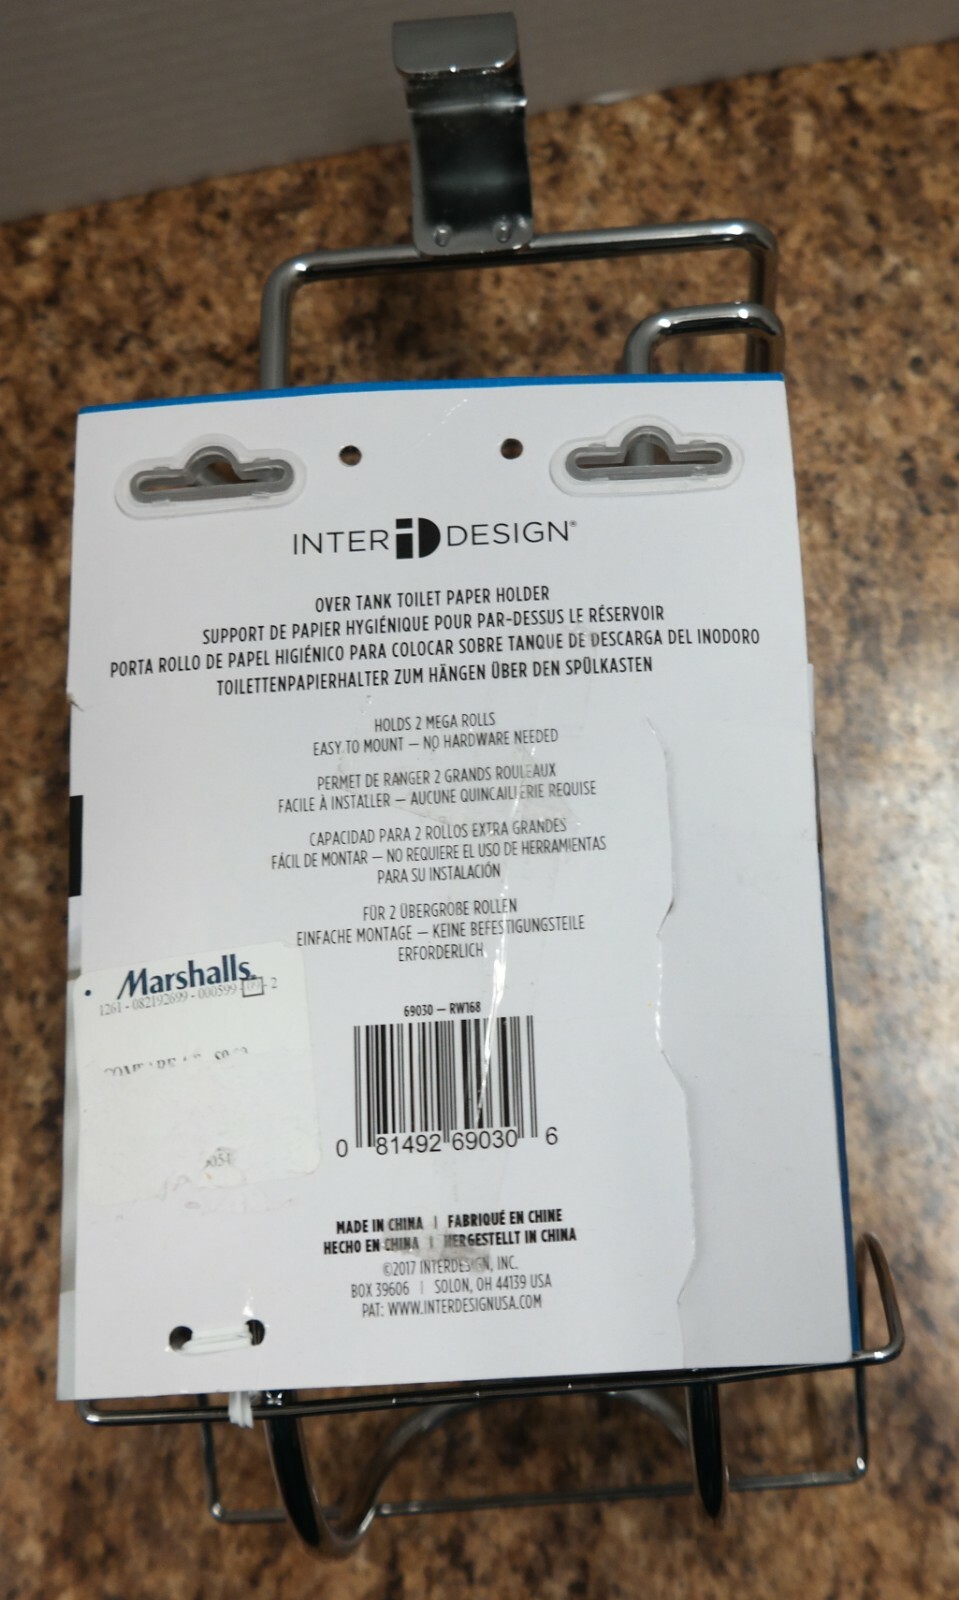 INTER iD DESIGN®
OVER TANK TOILET PAPER HOLDER
SUPPORT DE PAPIER HYGIÉNIQUE POUR PAR-DESSUS LE RÉSERVOIR
PORTA ROLLO DE PAPEL HIGIÉNICO PARA COLOCAR SOBRE TANQUE DE DESCARGA DEL INODORO
TOILETTENPAPIERHALTER ZUM HÄNGEN ÜBER DEN SPÜLKASTEN
HOLDS 2 MEGA ROLLS
EASY TO MOUNT — NO HARDWARE NEEDED
PERMET DE RANGER 2 GRANDS ROULEAUX
FACILE À INSTALLER — AUCUNE QUINCAILLERIE REQUISE
CAPACIDAD PARA 2 ROLLOS EXTRA GRANDES
FÁCIL DE MONTAR — NO REQUIERE EL USO DE HERRAMIENTAS
PARA SU INSTALACIÓN
FÜR 2 ÜBERGROßE ROLLEN
EINFACHE MONTAGE — KEINE BEFESTIGUNGSTEILE
ERFORDERLICH
Marshalls.
1261 - 082192699 - 000599 - 2
69030 — RW168
0 81492 69030 6
MADE IN CHINA | FABRIQUÉ EN CHINE
HECHO EN CHINA | HERGESTELLT IN CHINA
©2017 INTERDESIGN, INC.
BOX 39606 | SOLON, OH 44139 USA
PAT: WWW.INTERDESIGNUSA.COM